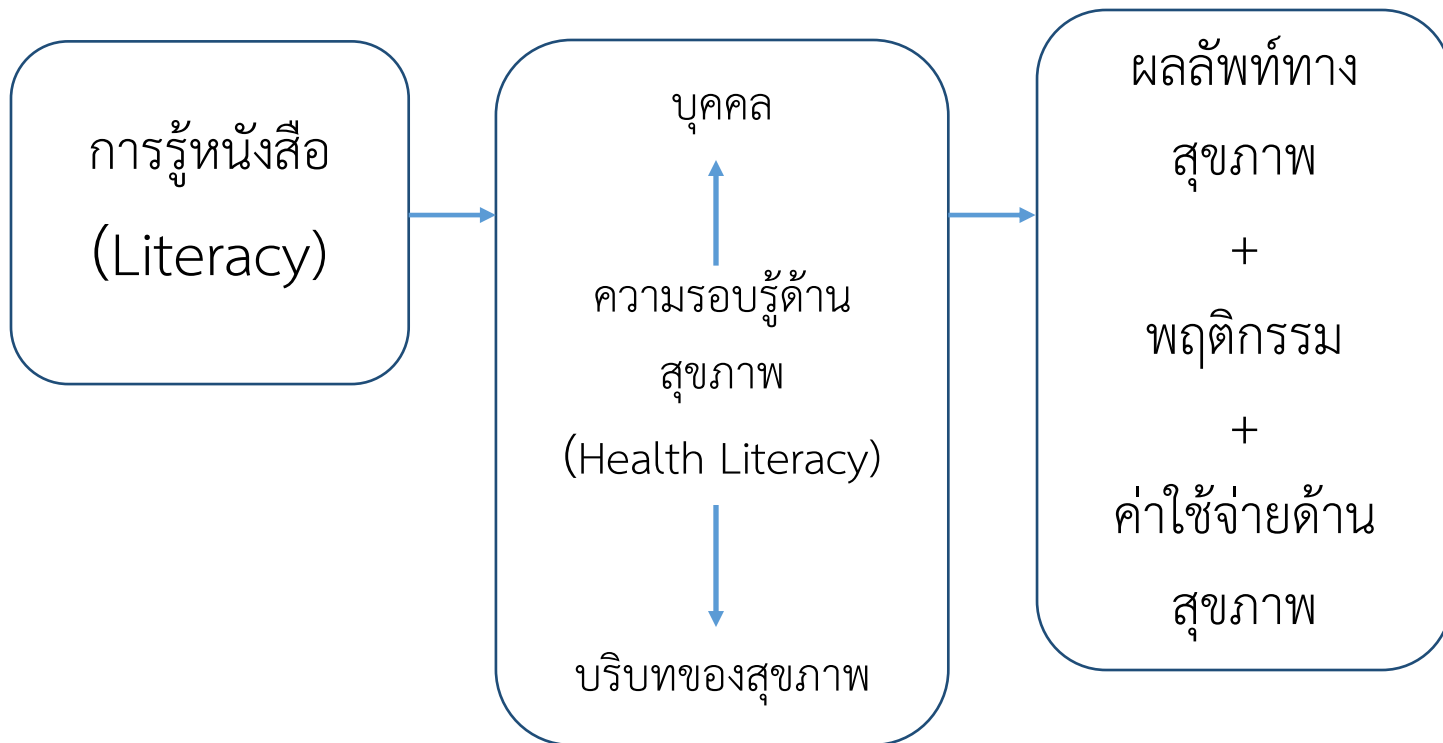 การรู้หนังสือ
(Literacy)
บุคคล
ความรอบรู้ด้าน
สุขภาพ
(Health Literacy)
บริบทของสุขภาพ
ผลลัพท์ทาง
สุขภาพ
+
พฤติกรรม
+
ค่าใช้จ่ายด้าน
สุขภาพ